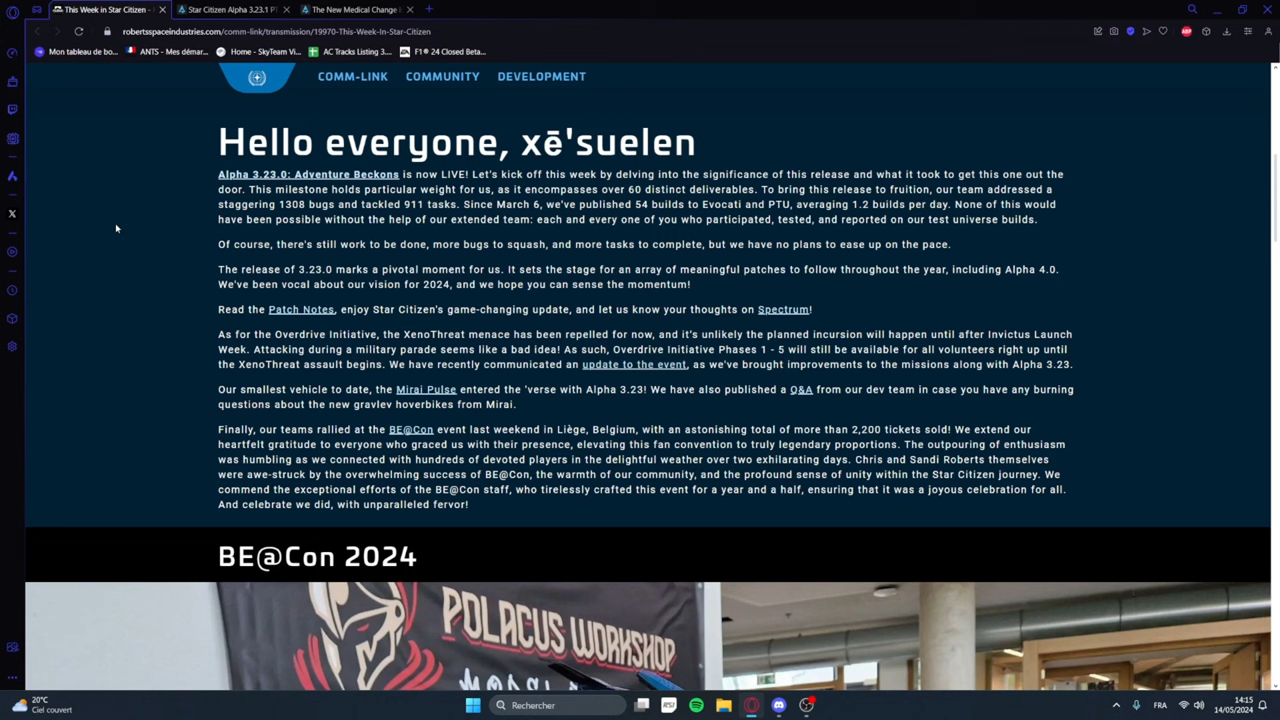 This Week in Star Citizen -
Star Citizen Alpha 3.23.1 PT
The New Medical Change
robertsspaceindustries.com/comm-link/transmission/19970-This-Week-In-Star-Citizen
Mon tableau de bo... ANTS - Mes démar... Home - SkyTeam Vi... AC Tracks Listing 3.... F1® 24 Closed Beta...
COMM-LINK COMMUNITY DEVELOPMENT
Hello everyone, xē'suelen
Alpha 3.23.0: Adventure Beckons is now LIVE! Let's kick off this week by delving into the significance of this release and what it took to get this one out the
door. This milestone holds particular weight for us, as it encompasses over 60 distinct deliverables. To bring this release to fruition, our team addressed a
staggering 1308 bugs and tackled 911 tasks. Since March 6, we've published 54 builds to Evocati and PTU, averaging 1.2 builds per day. None of this would
have been possible without the help of our extended team: each and every one of you who participated, tested, and reported on our test universe builds.
Of course, there's still work to be done, more bugs to squash, and more tasks to complete, but we have no plans to ease up on the pace.
The release of 3.23.0 marks a pivotal moment for us. It sets the stage for an array of meaningful patches to follow throughout the year, including Alpha 4.0.
We've been vocal about our vision for 2024, and we hope you can sense the momentum!
Read the Patch Notes, enjoy Star Citizen's game-changing update, and let us know your thoughts on Spectrum!
As for the Overdrive Initiative, the XenoThreat menace has been repelled for now, and it's unlikely the planned incursion will happen until after Invictus Launch
Week. Attacking during a military parade seems like a bad idea! As such, Overdrive Initiative Phases 1 - 5 will still be available for all volunteers right up until
the XenoThreat assault begins. We have recently communicated an update to the event, as we've brought improvements to the missions along with Alpha 3.23.
Our smallest vehicle to date, the Mirai Pulse entered the 'verse with Alpha 3.23! We have also published a Q&A from our dev team in case you have any burning
questions about the new gravlev hoverbikes from Mirai.
Finally, our teams rallied at the BE@Con event last weekend in Liège, Belgium, with an astonishing total of more than 2,200 tickets sold! We extend our
heartfelt gratitude to everyone who graced us with their presence, elevating this fan convention to truly legendary proportions. The outpouring of enthusiasm
was humbling as we connected with hundreds of devoted players in the delightful weather over two exhilarating days. Chris and Sandi Roberts themselves
were awe-struck by the overwhelming success of BE@Con, the warmth of our community, and the profound sense of unity within the Star Citizen journey. We
commend the exceptional efforts of the BE@Con staff, who tirelessly crafted this event for a year and a half, ensuring that it was a joyous celebration for all.
And celebrate we did, with unparalleled fervor!
BE@Con 2024
POLACUS WORKSHOP
20°C
Ciel couvert
Rechercher
RSI
FRA
14:15
14/05/2024